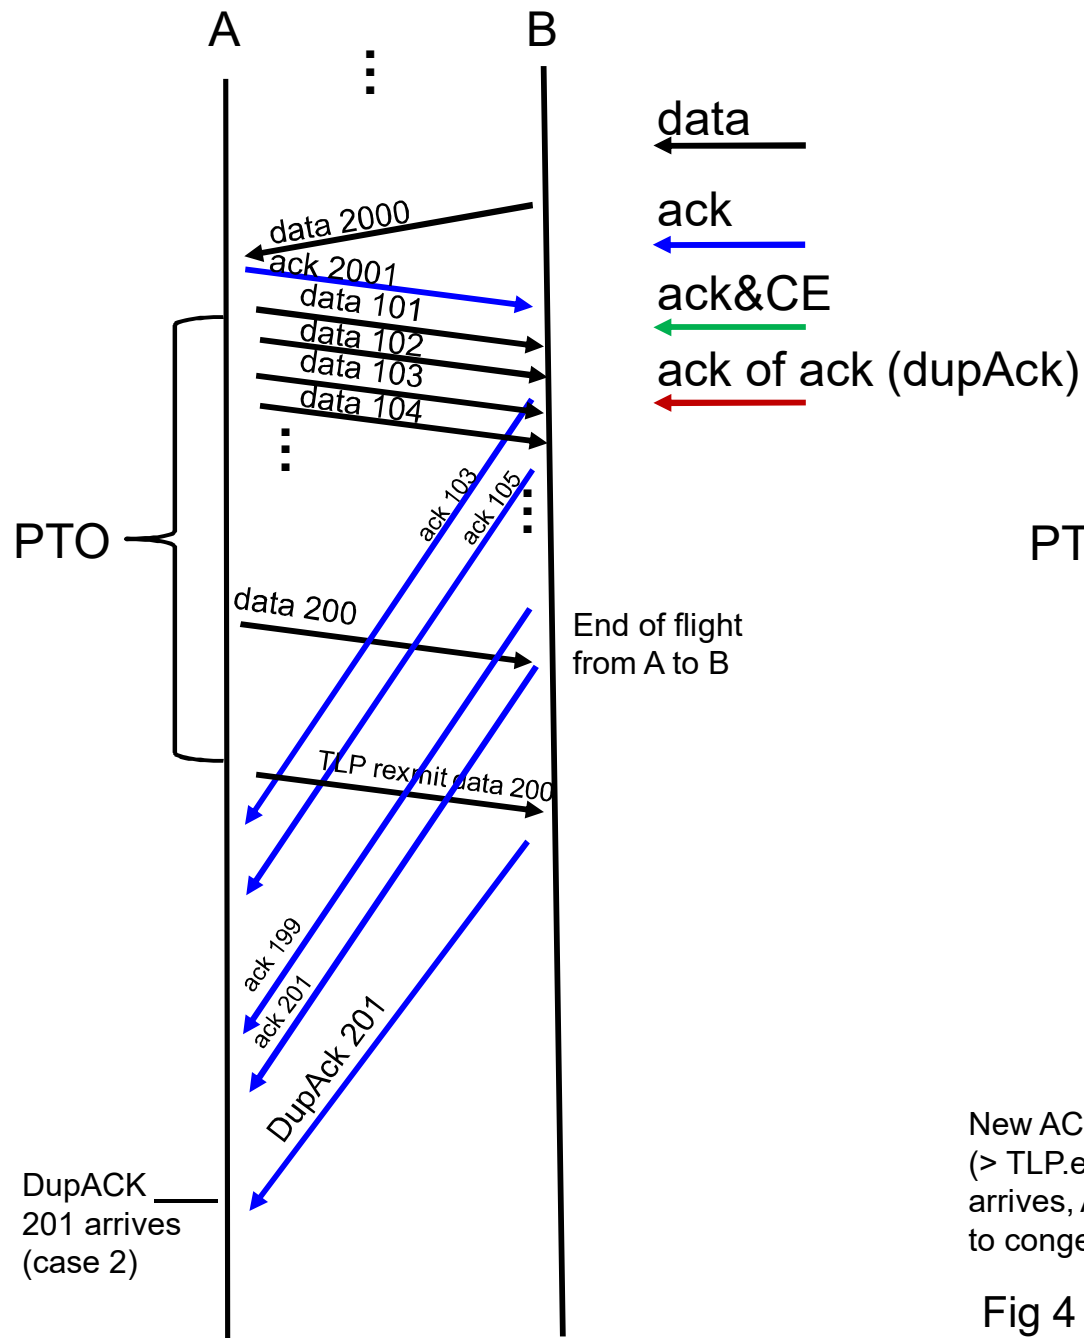 A
B
data
data 2000
ack
ack 2001
ack&CE
data 101
data 102
data 103
ack of ack (dupAck)
data 104
ack 103
ack 105
PTO
PT
data 200
End of flight
from A to B
TLP rexmit data 200
ack 199
ack 201
DupAck 201
New AC
(> TLP.e
arrives, A
to conge
DupACK
201 arrives
(case 2)
Fig 4